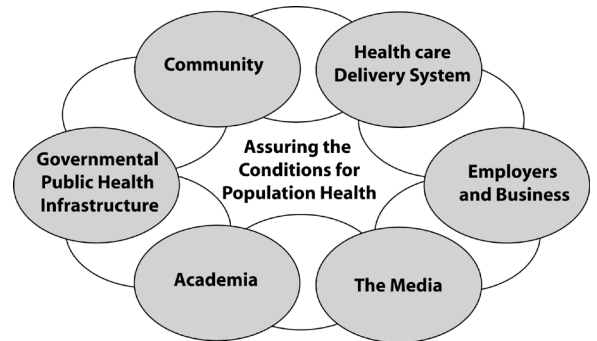 Community
Health care
Delivery System
Governmental
Public Health
Infrastructure
Assuring the
Conditions for
Population Health
Employers
and Business
Academia
The Media